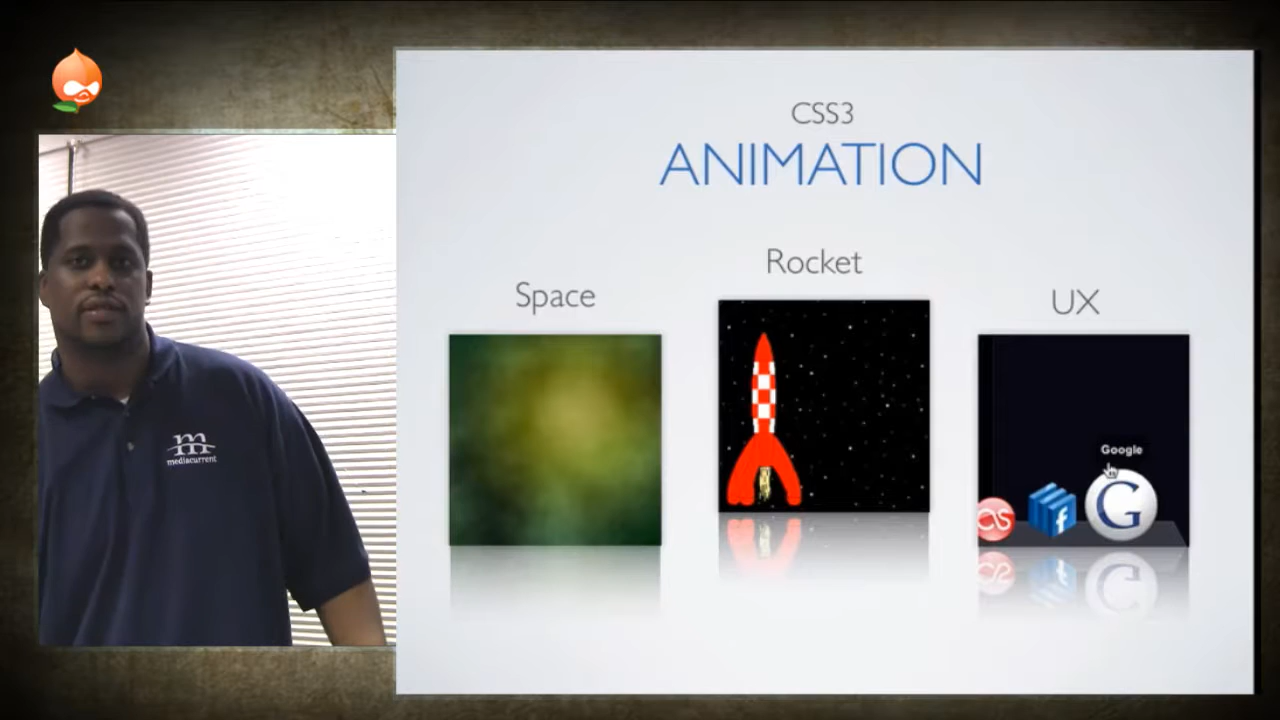 CSS3
ANIMATION
Space
Rocket
UX
Google
mediacurrent